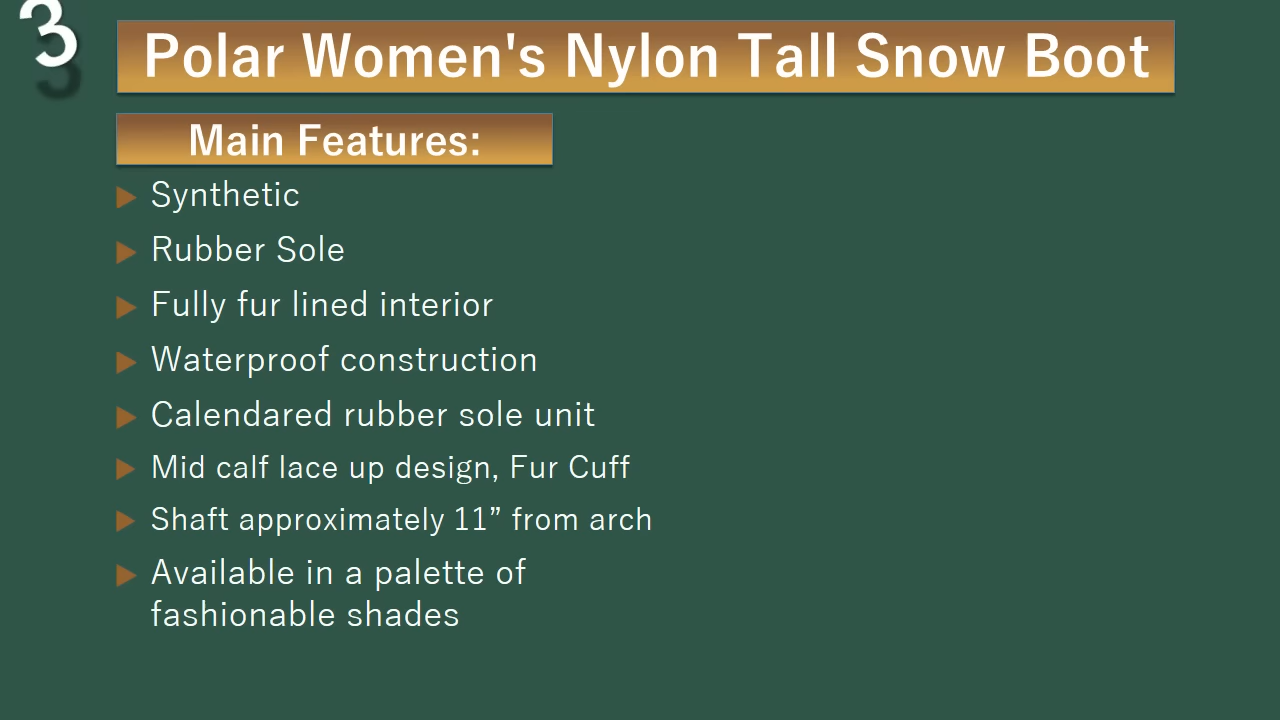 3
Polar Women's Nylon Tall Snow Boot
Main Features:
Synthetic
Rubber Sole
Fully fur lined interior
Waterproof construction
Calendared rubber sole unit
Mid calf lace up design, Fur Cuff
Shaft approximately 11” from arch
Available in a palette of
fashionable shades